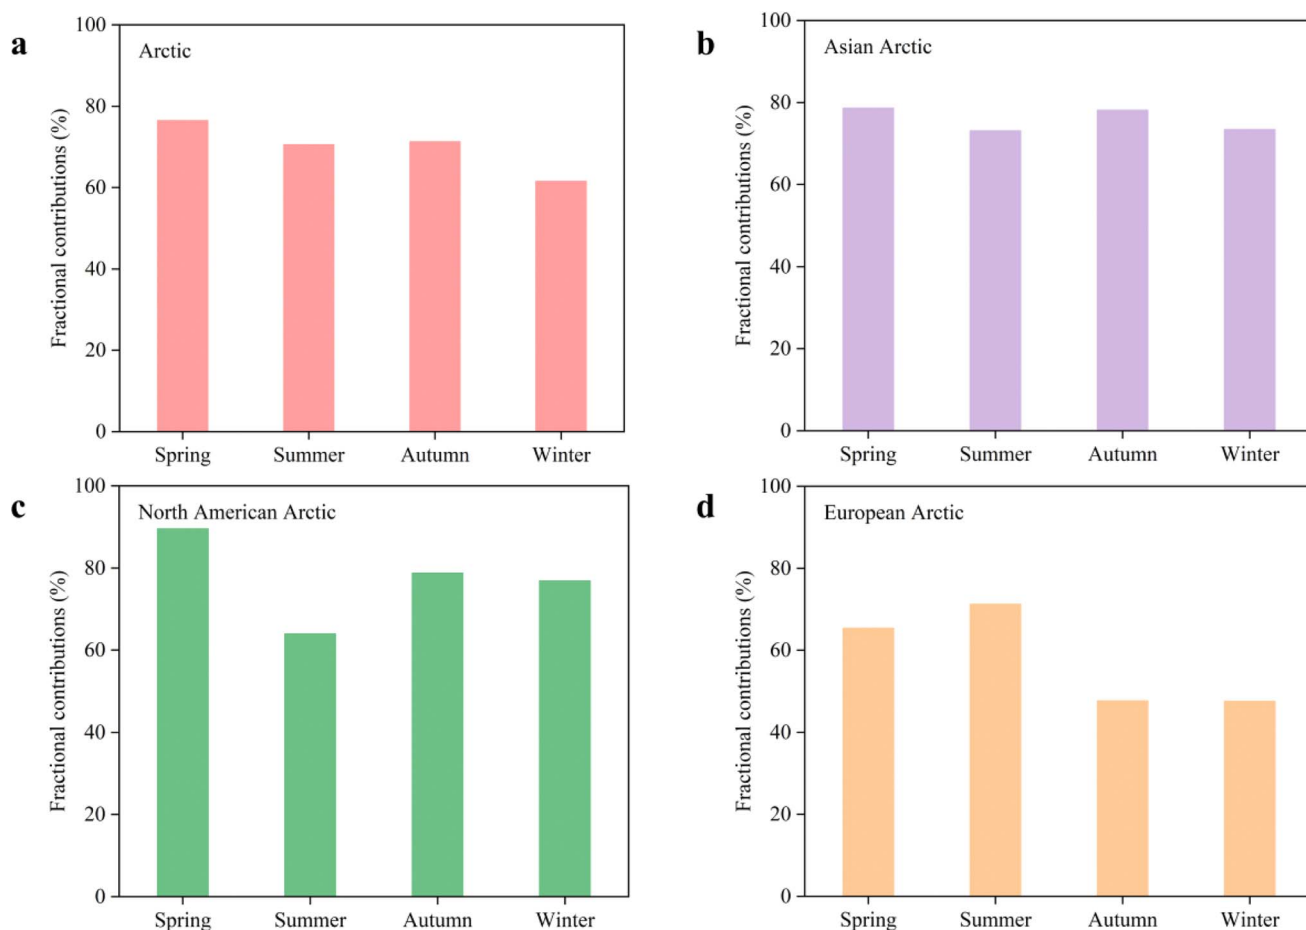 a
Arctic
Fractional contributions (%)
100
80
60
40
20
0
Spring Summer Autumn Winter
b
Asian Arctic
Fractional contributions (%)
100
80
60
40
20
0
Spring Summer Autumn Winter
c
North American Arctic
Fractional contributions (%)
100
80
60
40
20
0
Spring Summer Autumn Winter
d
European Arctic
Fractional contributions (%)
100
80
60
40
20
0
Spring Summer Autumn Winter